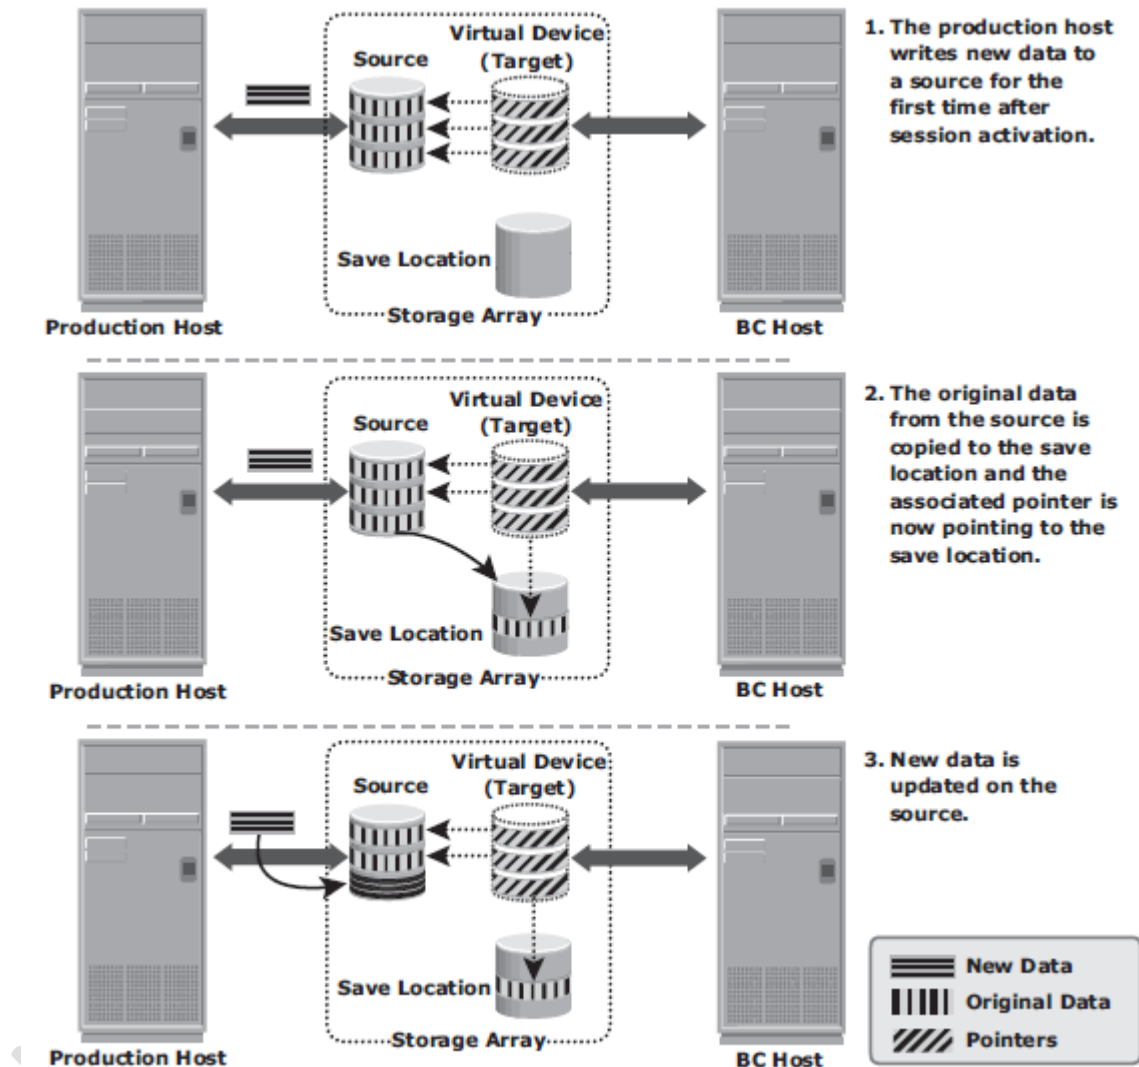 Virtual Device
(Target)
Source
Save Location
Storage Array
Production Host
BC Host
1. The production host
writes new data to
a source for the
first time after
session activation.
Virtual Device
(Target)
Source
Save Location
Storage Array
Production Host
BC Host
2. The original data
from the source is
copied to the save
location and the
associated pointer is
now pointing to the
save location.
Virtual Device
(Target)
Source
Save Location
Storage Array
Production Host
BC Host
3. New data is
updated on the
source.
New Data
Original Data
Pointers